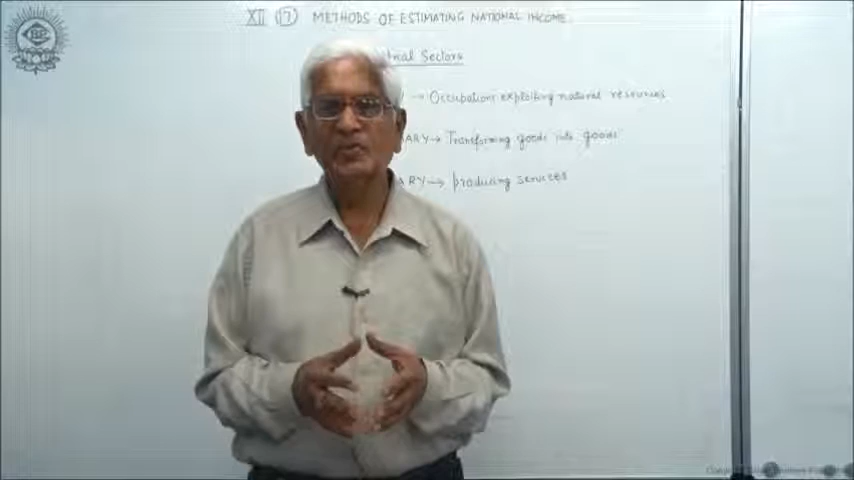 XII 17 METHODS OF ESTIMATING NATIONAL INCOME
Sectors
→ Occupations exploiting natural resources
ARY → Transforming goods into goods
ARY → producing services